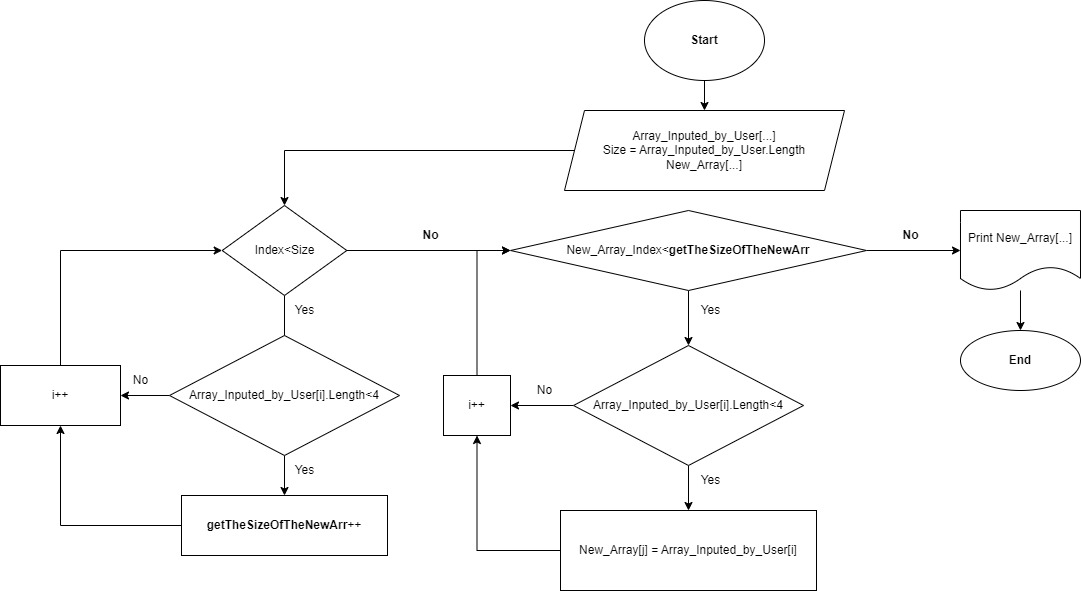 Start
Array_Inputed_by_User[...]
Size = Array_Inputed_by_User.Length
New_Array[...]
Index<Size
No
New_Array_Index<getTheSizeOfTheNewArr
No
Print New_Array[...]
Yes
Yes
End
i++
No
Array_Inputed_by_User[i].Length<4
i++
No
Array_Inputed_by_User[i].Length<4
Yes
Yes
getTheSizeOfTheNewArr++
New_Array[j] = Array_Inputed_by_User[i]